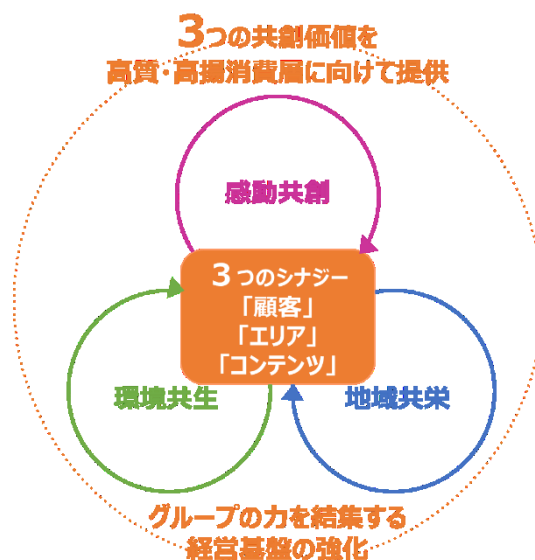 3つの共創価値を
高質・高揚消費層に向けて提供
感動共創
3つのシナジー
「顧客」
「エリア」
「コンテンツ」
環境共生
地域共栄
グループの力を結集する
経営基盤の強化